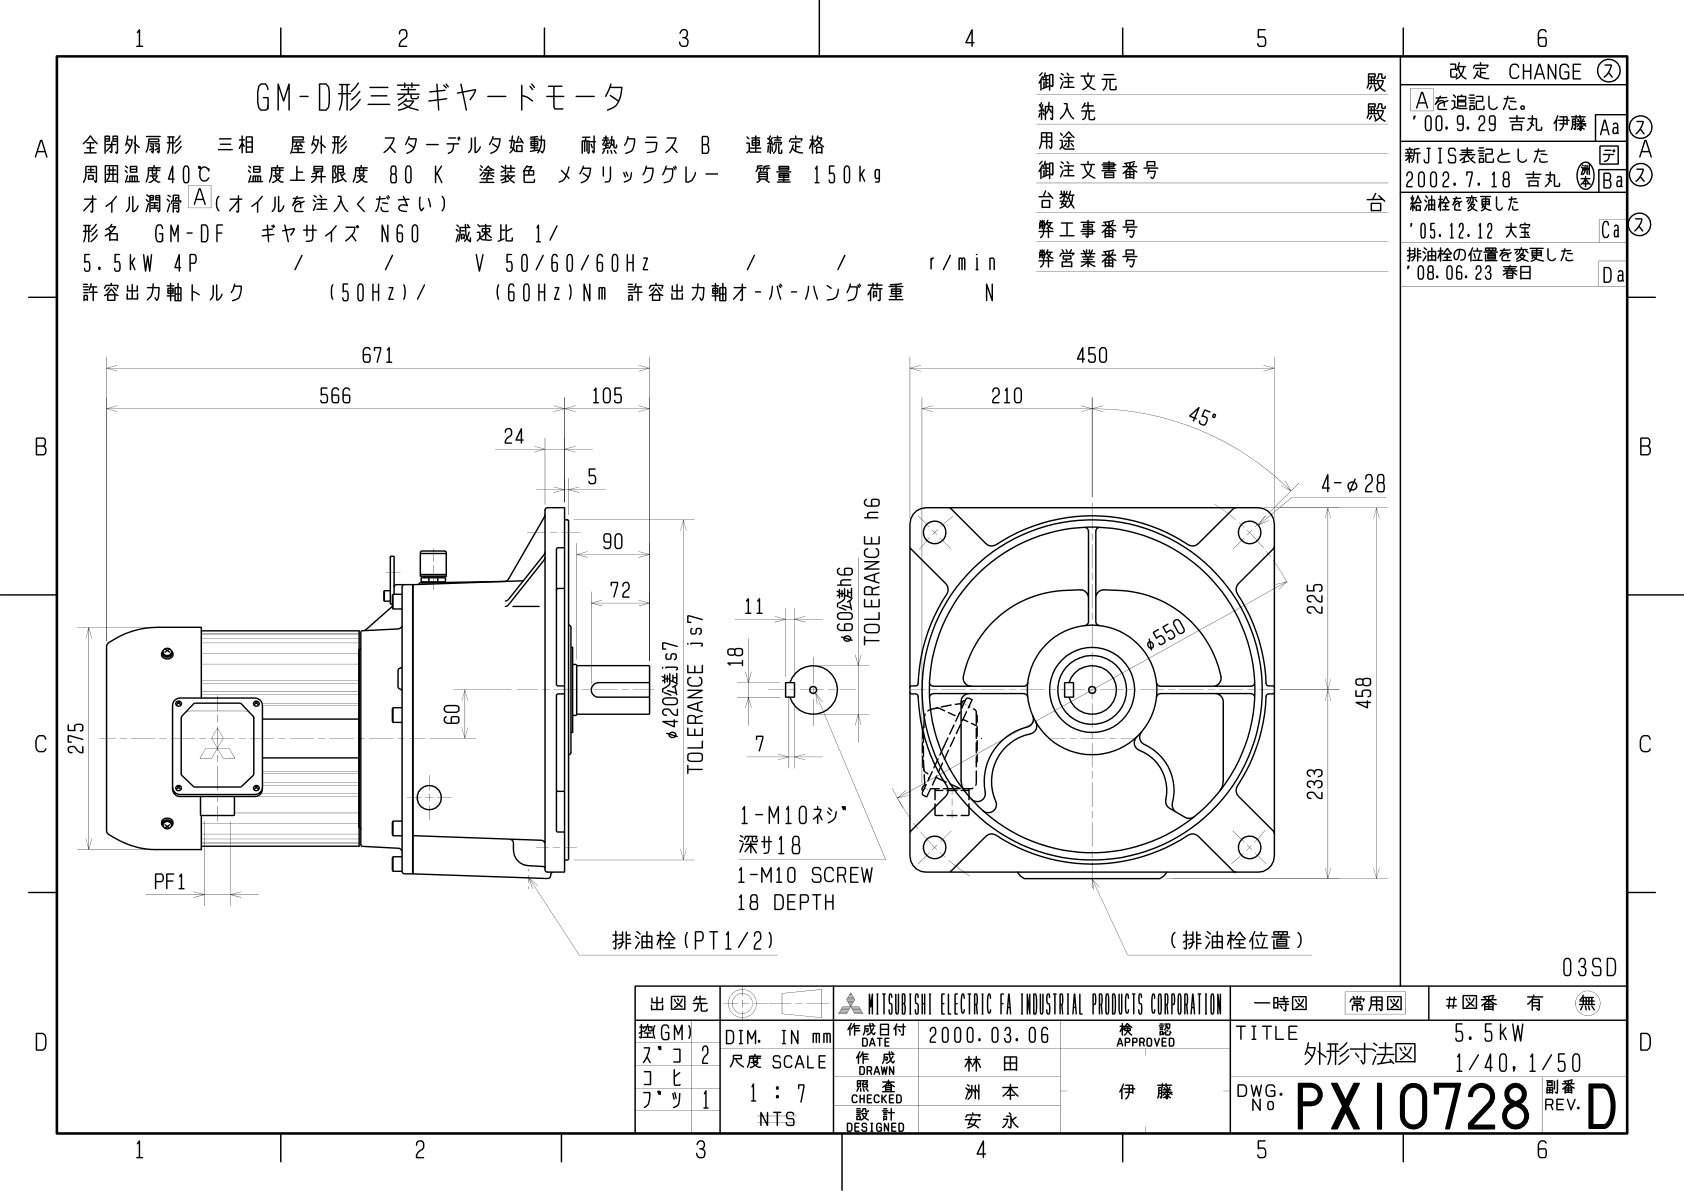 1 2 3 4 5 6
A
B
C
D
GM-D形三菱ギヤードモータ
全閉外扇形 三相 屋外形 スターデルタ始動 耐熱クラス B 連続定格
周囲温度40℃ 温度上昇限度 80 K 塗装色 メタリックグレー 質量 150kg
オイル潤滑 A (オイルを注入ください)
形名 GM-DF ギヤサイズ N60 減速比 1/
5.5kW 4P / / V 50/60/60Hz / / r/min
許容出力軸トルク (50Hz)/ (60Hz)Nm 許容出力軸オ-バ-ハング荷重 N
御注文元 殿
納入先 殿
用途
御注文書番号
台数 台
弊工事番号
弊営業番号
改定 CHANGE ス
Aを追記した。
'00.9.29 吉丸 伊藤 Aa ス
新JIS表記とした デ A
2002.7.18 吉丸 洲本 Ba ス
給油栓を変更した
'05.12.12 大宝 Ca ス
排油栓の位置を変更した
'08.06.23 春日 Da
671
566
105
24
5
90
72
60
275
PF1
φ420公差js7
TOLERANCE js7
排油栓(PT1/2)
11
18
7
φ60公差h6
TOLERANCE h6
1-M10ネジ
深サ18
1-M10 SCREW
18 DEPTH
450
210
45°
4-φ28
φ550
225
458
233
(排油栓位置)
03SD
出図先
控(GM)
ズコ 2
コヒ
ブツ 1
DIM. IN mm
尺度 SCALE
1 : 7
NTS
MITSUBISHI ELECTRIC FA INDUSTRIAL PRODUCTS CORPORATION
作成日付 DATE 2000.03.06
作成 DRAWN 林田
照査 CHECKED 洲本
設計 DESIGNED 安永
検認 APPROVED
伊藤
一時図 常用図 #図番 有 無
TITLE 外形寸法図
5.5kW
1/40,1/50
DWG. No PX10728 副番 REV. D
A
B
C
D
1 2 3 4 5 6